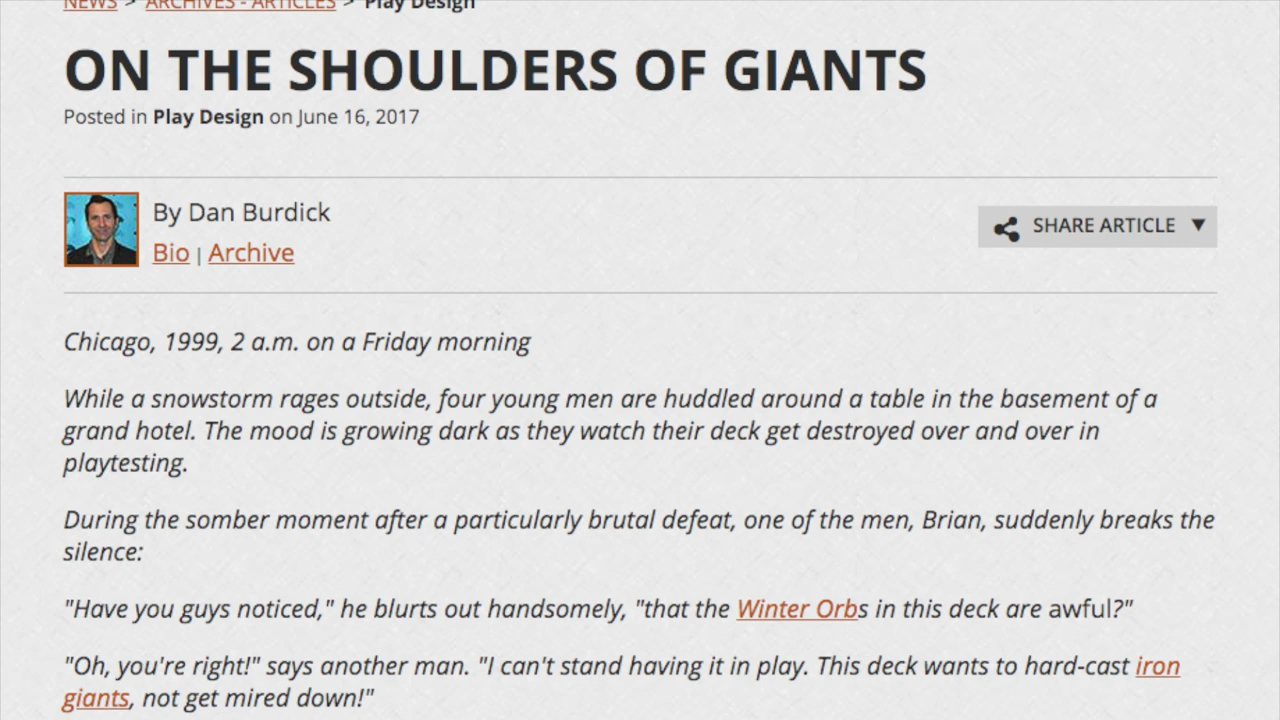 NEWS > ARCHIVES - ARTICLES > Play Design
ON THE SHOULDERS OF GIANTS
Posted in Play Design on June 16, 2017
By Dan Burdick
Bio | Archive
SHARE ARTICLE ▼
Chicago, 1999, 2 a.m. on a Friday morning
While a snowstorm rages outside, four young men are huddled around a table in the basement of a
grand hotel. The mood is growing dark as they watch their deck get destroyed over and over in
playtesting.
During the somber moment after a particularly brutal defeat, one of the men, Brian, suddenly breaks the
silence:
"Have you guys noticed," he blurts out handsomely, "that the Winter Orbs in this deck are awful?"
"Oh, you're right!" says another man. "I can't stand having it in play. This deck wants to hard-cast iron
giants, not get mired down!"